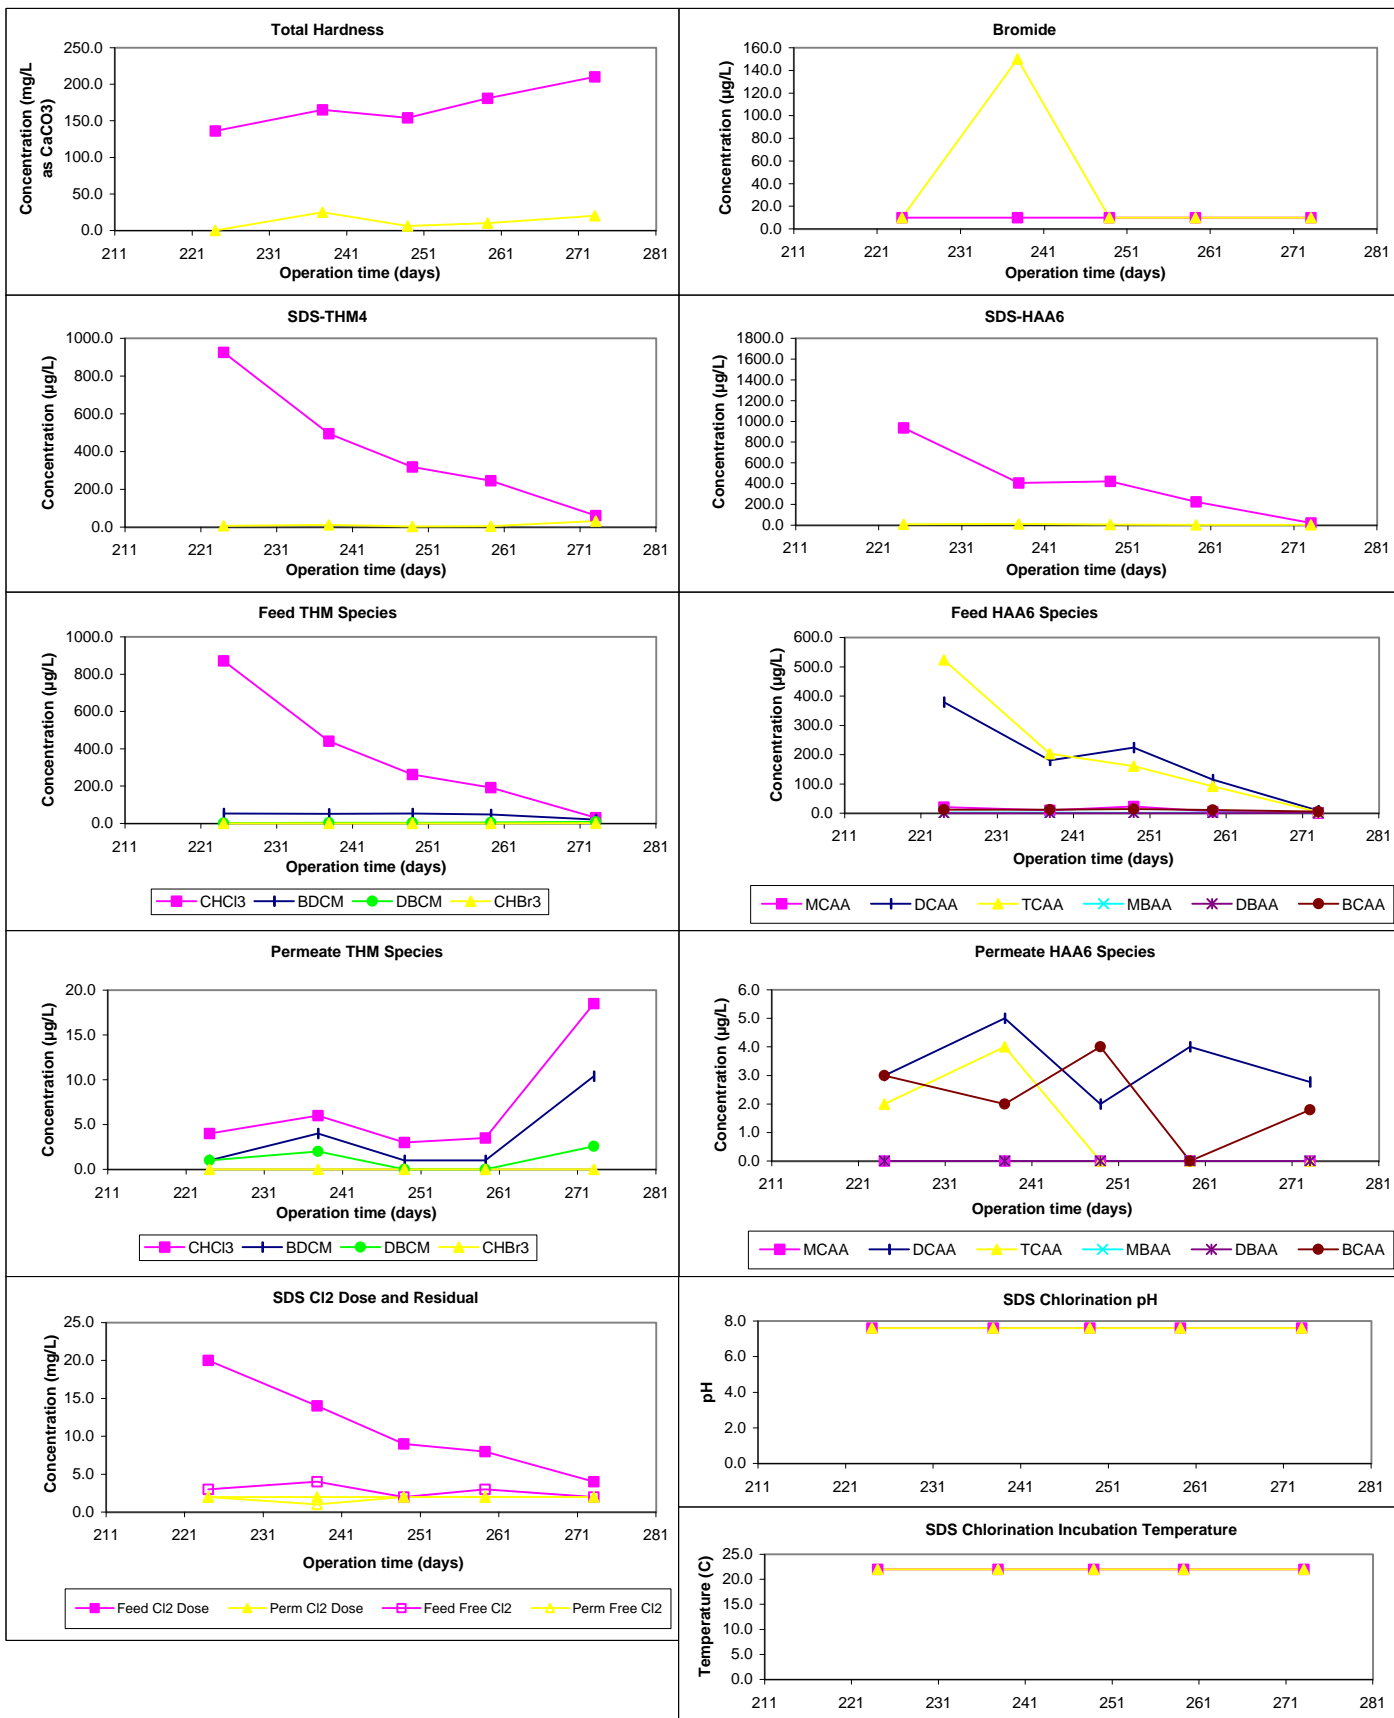 Total Hardness
Concentration (mg/L
as CaCO3)
250.0
200.0
150.0
100.0
50.0
0.0
211 221 231 241 251 261 271 281
Operation time (days)
Bromide
Concentration (µg/L)
160.0
140.0
120.0
100.0
80.0
60.0
40.0
20.0
0.0
211 221 231 241 251 261 271 281
Operation time (days)
SDS-THM4
Concentration (µg/L)
1000.0
800.0
600.0
400.0
200.0
0.0
211 221 231 241 251 261 271 281
Operation time (days)
SDS-HAA6
Concentration (µg/L)
1800.0
1600.0
1400.0
1200.0
1000.0
800.0
600.0
400.0
200.0
0.0
211 221 231 241 251 261 271 281
Operation time (days)
Feed THM Species
Concentration (µg/L)
1000.0
800.0
600.0
400.0
200.0
0.0
211 221 231 241 251 261 271 281
Operation time (days)
CHCl3 BDCM DBCM CHBr3
Feed HAA6 Species
Concentration (µg/L)
600.0
500.0
400.0
300.0
200.0
100.0
0.0
211 221 231 241 251 261 271 281
Operation time (days)
MCAA DCAA TCAA MBAA DBAA BCAA
Permeate THM Species
Concentration (µg/L)
20.0
15.0
10.0
5.0
0.0
211 221 231 241 251 261 271 281
Operation time (days)
CHCl3 BDCM DBCM CHBr3
Permeate HAA6 Species
Concentration (µg/L)
6.0
5.0
4.0
3.0
2.0
1.0
0.0
211 221 231 241 251 261 271 281
Operation time (days)
MCAA DCAA TCAA MBAA DBAA BCAA
SDS Cl2 Dose and Residual
Concentration (mg/L)
25.0
20.0
15.0
10.0
5.0
0.0
211 221 231 241 251 261 271 281
Operation time (days)
Feed Cl2 Dose Perm Cl2 Dose Feed Free Cl2 Perm Free Cl2
SDS Chlorination pH
pH
8.0
6.0
4.0
2.0
0.0
211 221 231 241 251 261 271 281
SDS Chlorination Incubation Temperature
Temperature (C)
25.0
20.0
15.0
10.0
5.0
0.0
211 221 231 241 251 261 271 281